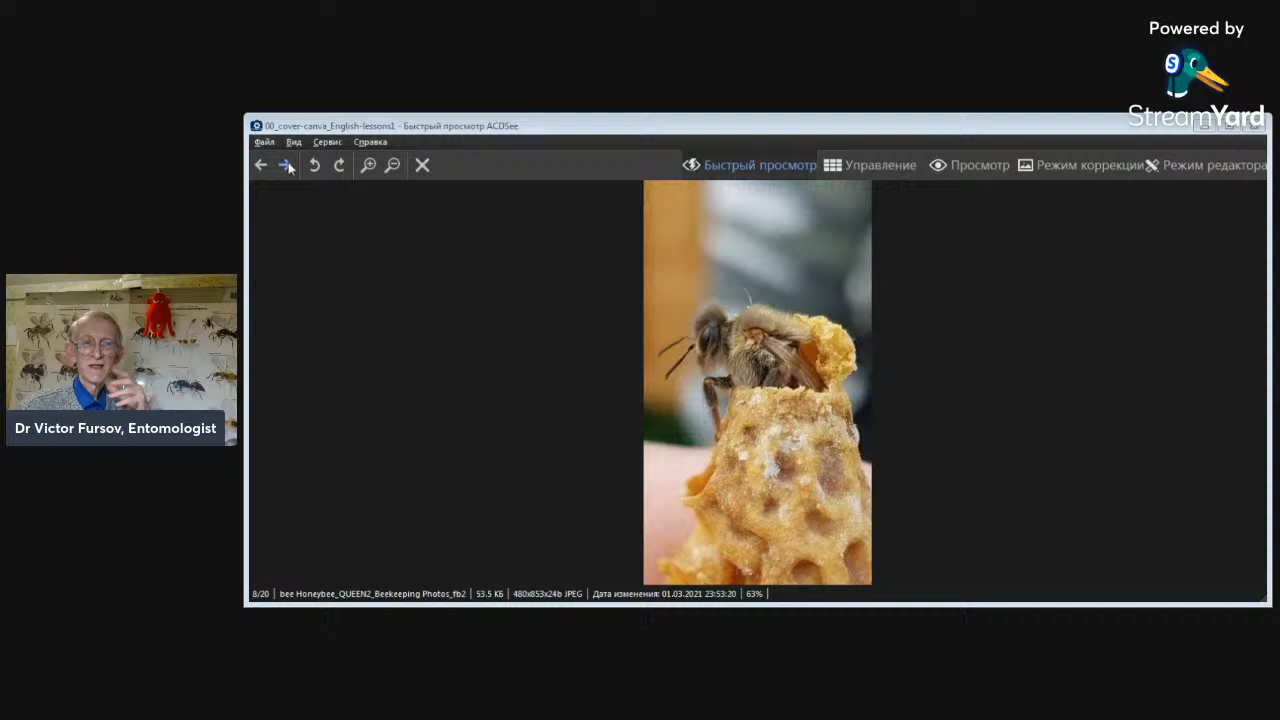 Powered by
S
StreamYard
00_cover-canva_English-lessons1 - Быстрый просмотр ACDSee
Файл Вид Сервис Справка
Быстрый просмотр Управление Просмотр Режим коррекции Режим редактора
Dr Victor Fursov, Entomologist
8/20 bee Honeybee_QUEEN2_Beekeeping Photos_fb2 53.5 КБ 480x853x24b JPEG Дата изменения: 01.03.2021 23:53:20 63%